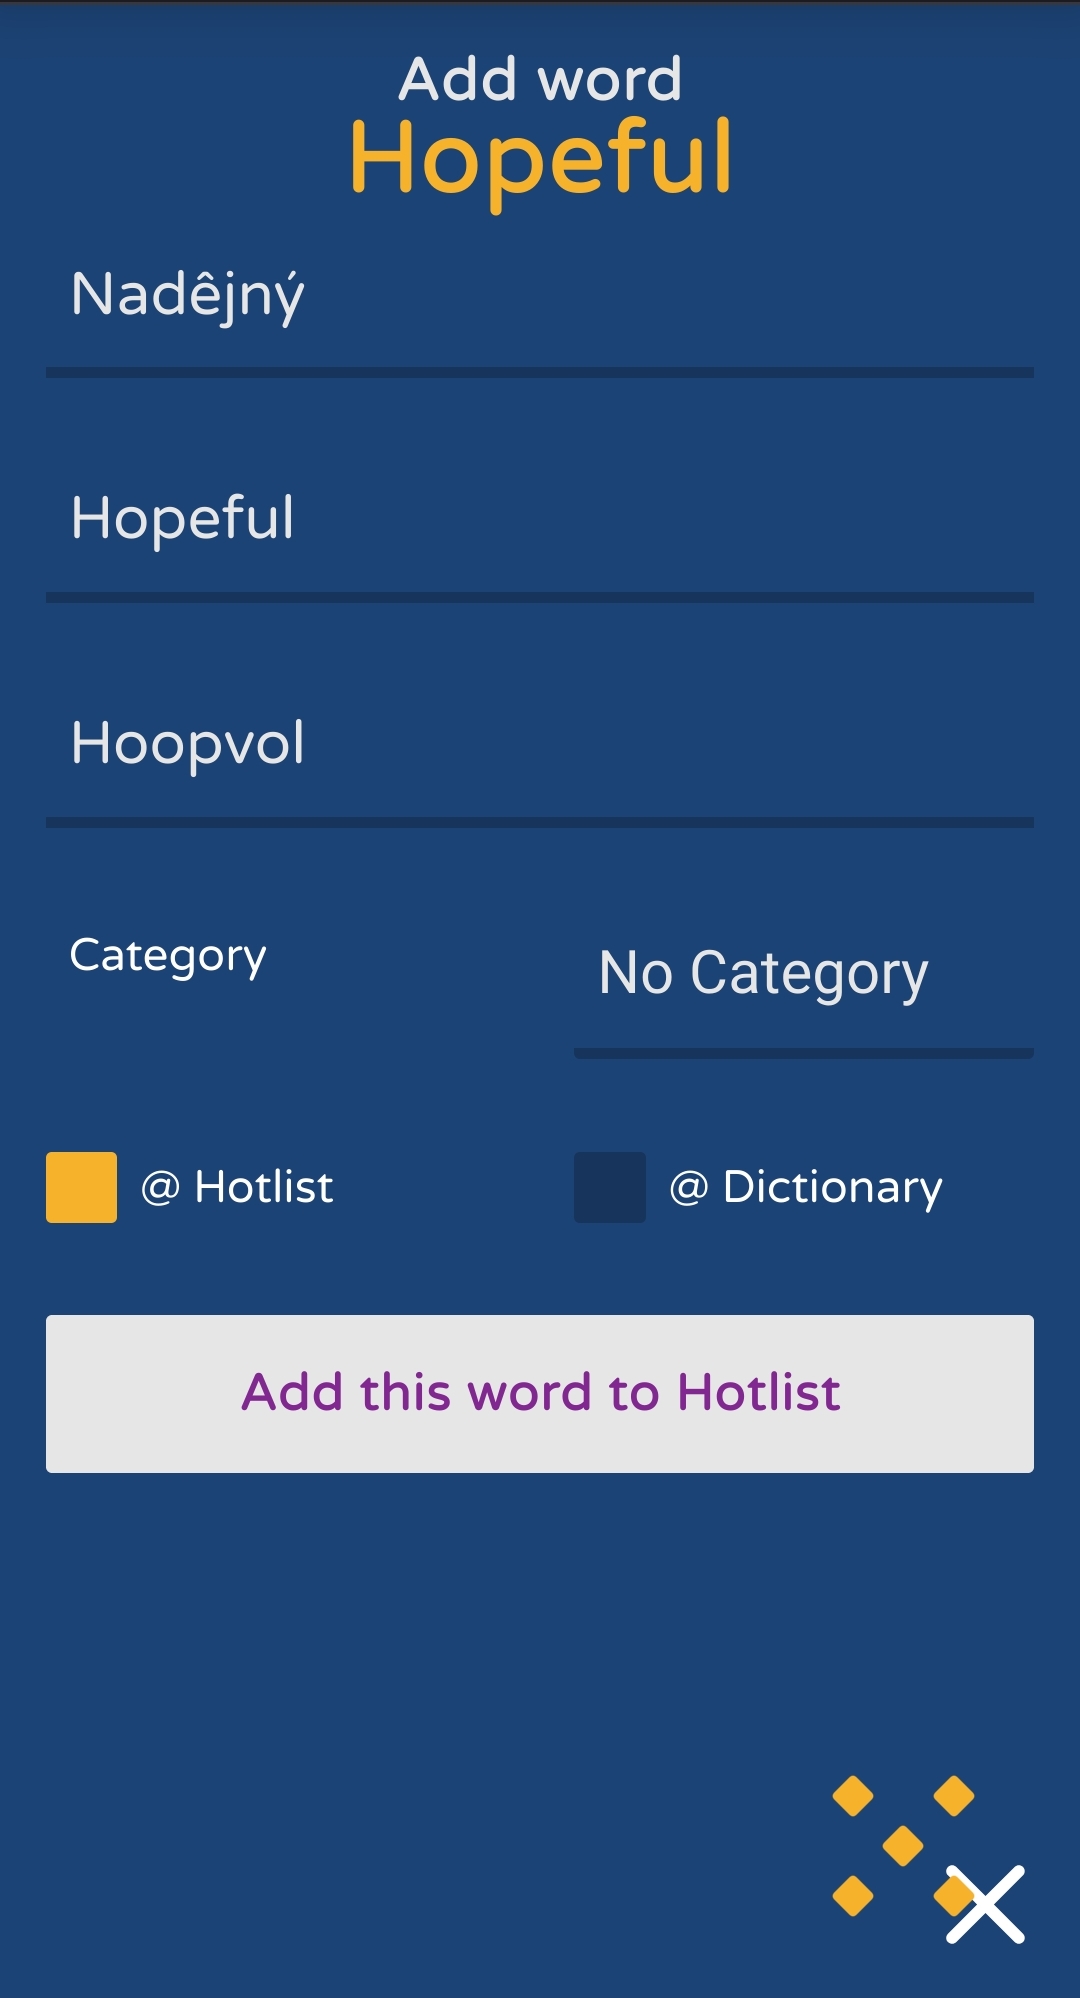 Add word
Hopeful
Nadêjný
Hopeful
Hoopvol
Category
No Category
@ Hotlist
@ Dictionary
Add this word to Hotlist